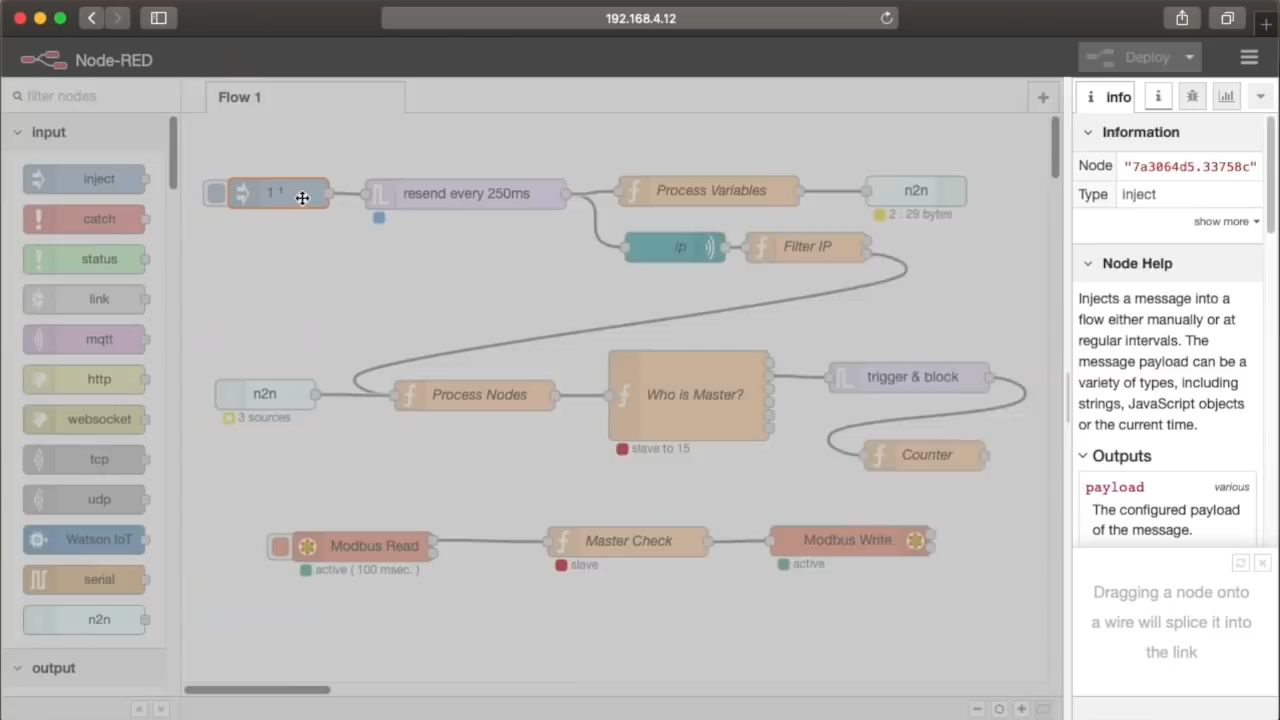 192.168.4.12
Node-RED
Deploy
filter nodes
Flow 1
info
input
inject
catch
status
link
mqtt
http
websocket
tcp
udp
Watson IoT
serial
n2n
output
1 ¹
resend every 250ms
Process Variables
n2n
2 : 29 bytes
ip
Filter IP
n2n
3 sources
Process Nodes
Who is Master?
slave to 15
trigger & block
Counter
Modbus Read
active ( 100 msec. )
Master Check
slave
Modbus Write
active
Information
Node "7a3064d5.33758c"
Type inject
show more
Node Help
Injects a message into a
flow either manually or at
regular intervals. The
message payload can be a
variety of types, including
strings, JavaScript objects
or the current time.
Outputs
payload various
The configured payload
of the message.
Dragging a node onto
a wire will splice it into
the link